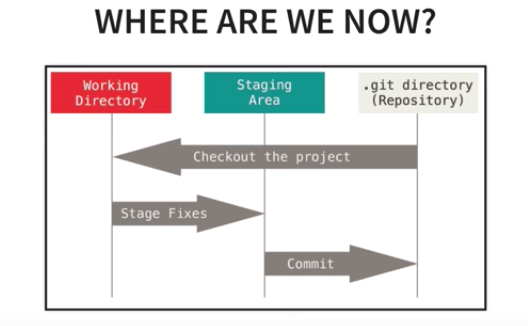 WHERE ARE WE NOW?
Working
Directory
Staging
Area
.git directory
(Repository)
Checkout the project
Stage Fixes
Commit